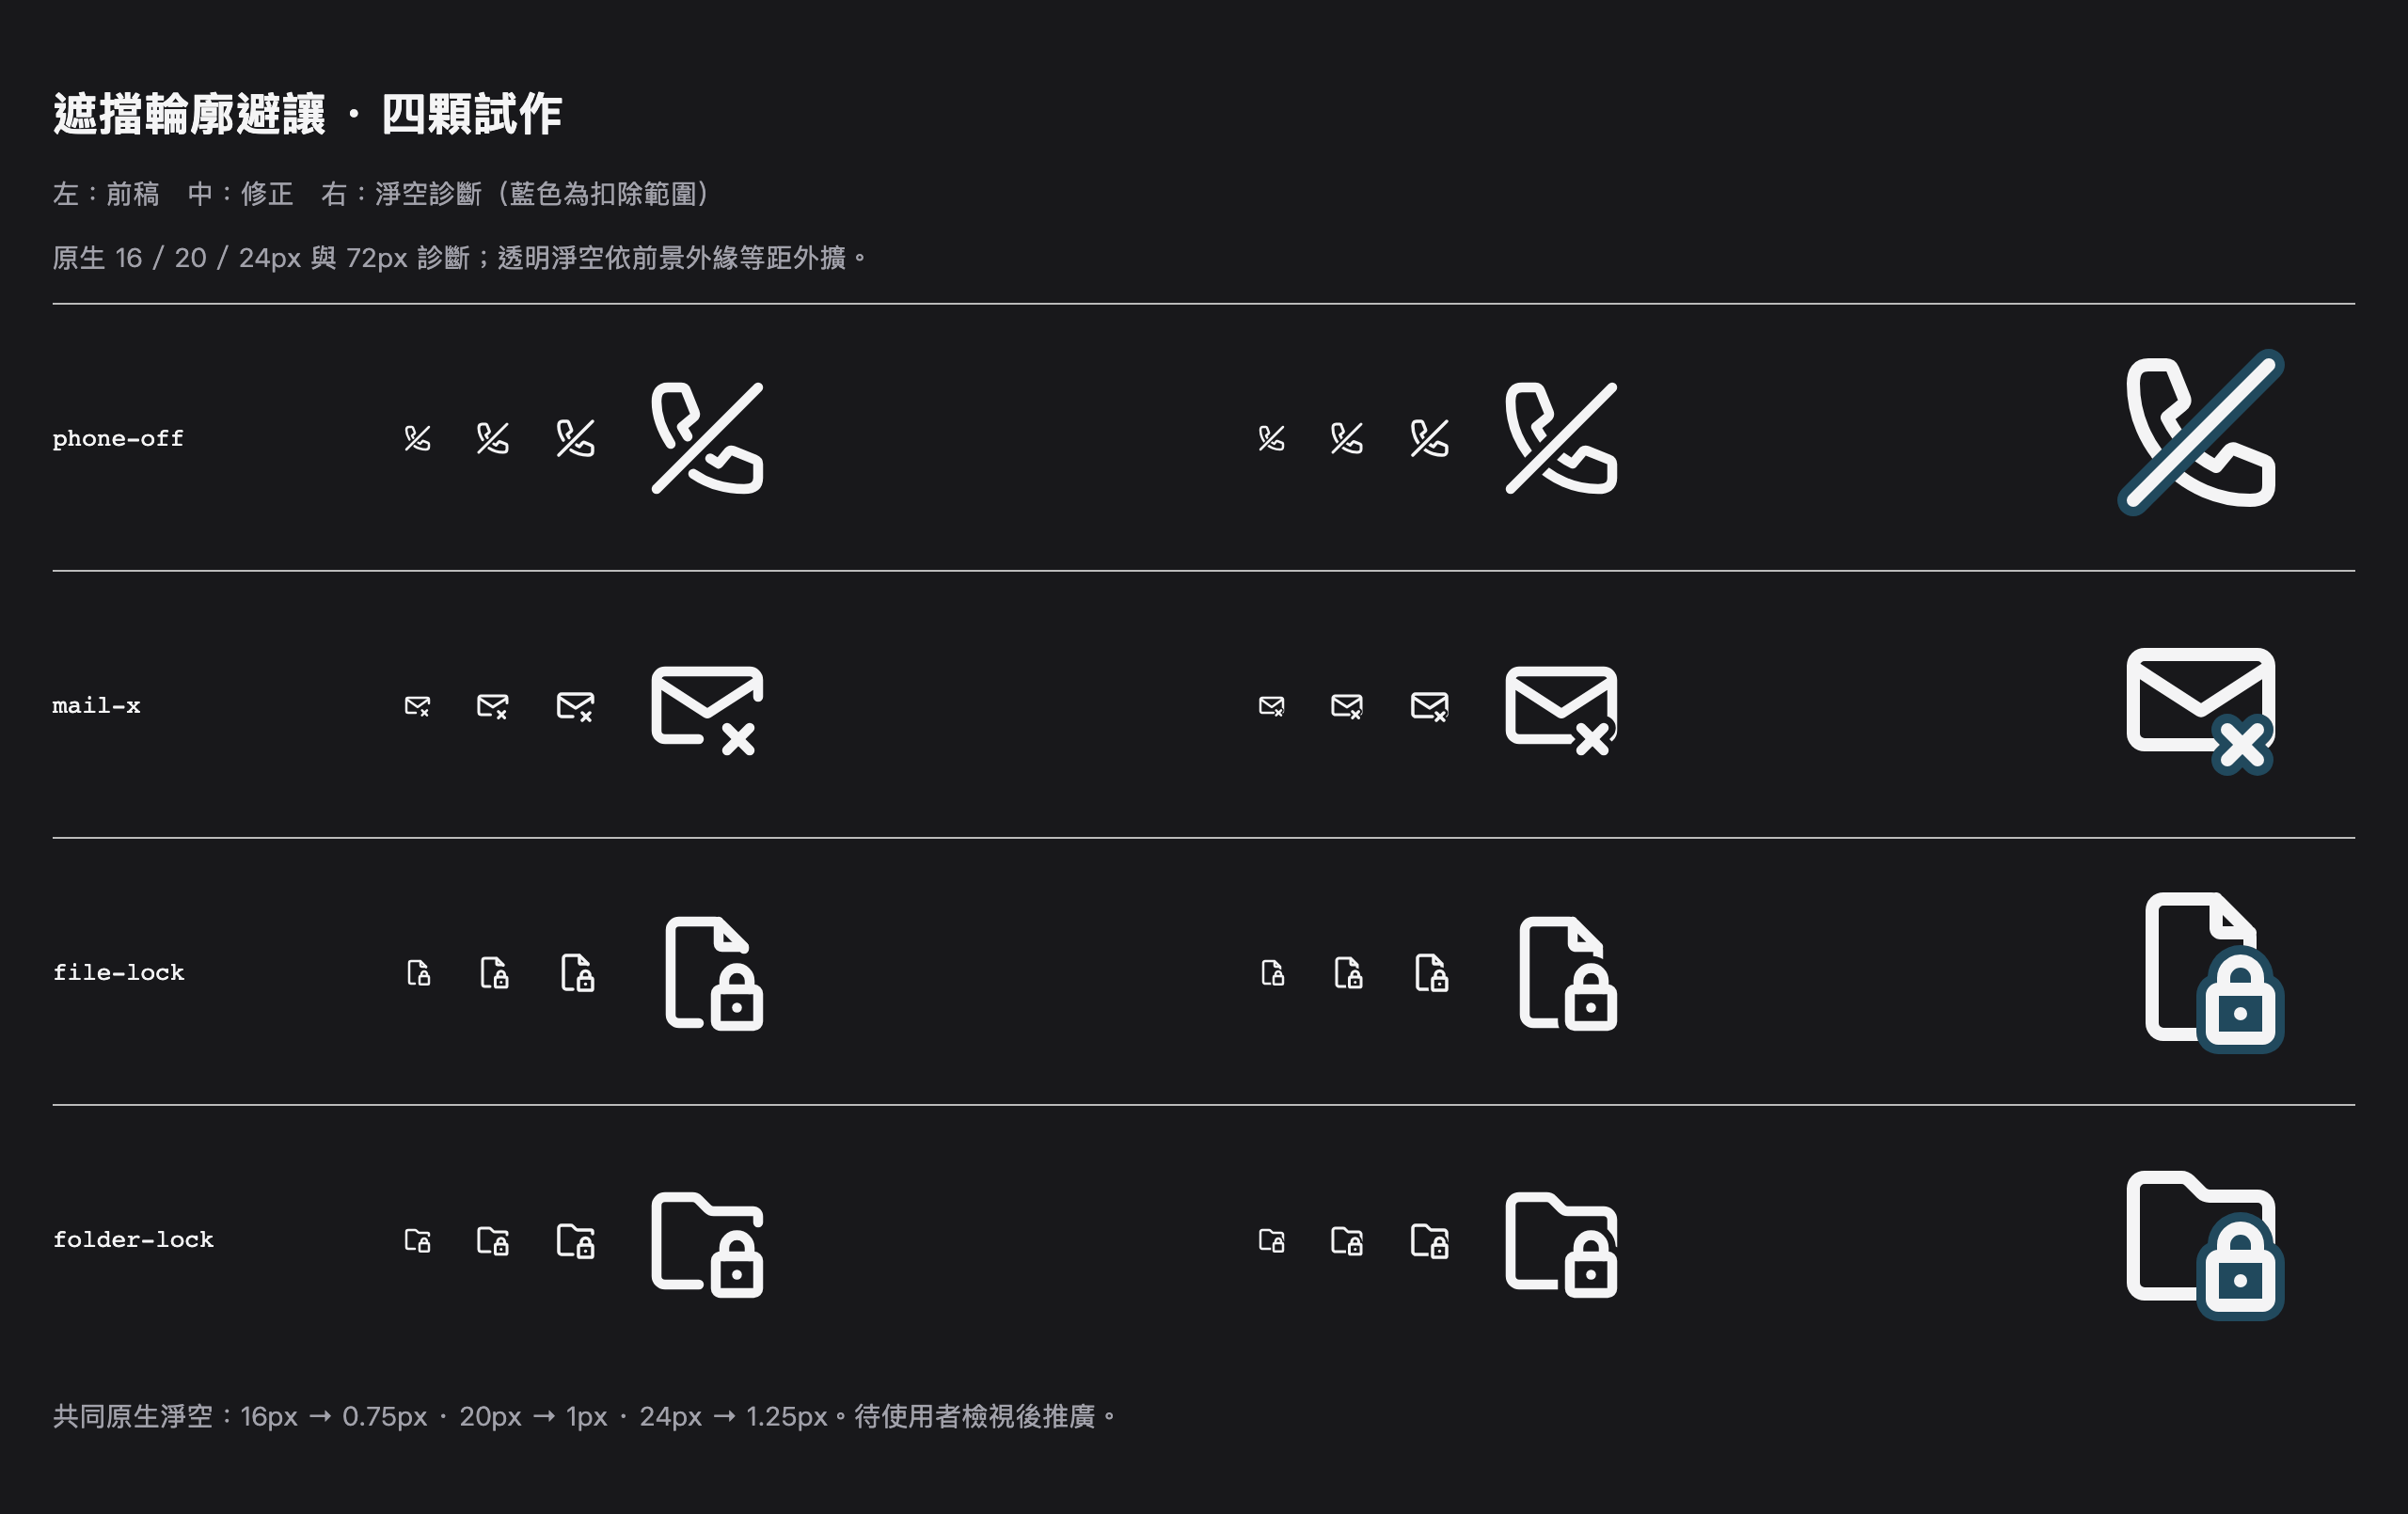 遮擋輪廓避讓 · 四顆試作
左：前稿　中：修正　右：淨空診斷（藍色為扣除範圍）
原生 16 / 20 / 24px 與 72px 診斷；透明淨空依前景外緣等距外擴。
phone-off
mail-x
file-lock
folder-lock
共同原生淨空：16px → 0.75px · 20px → 1px · 24px → 1.25px。待使用者檢視後推廣。